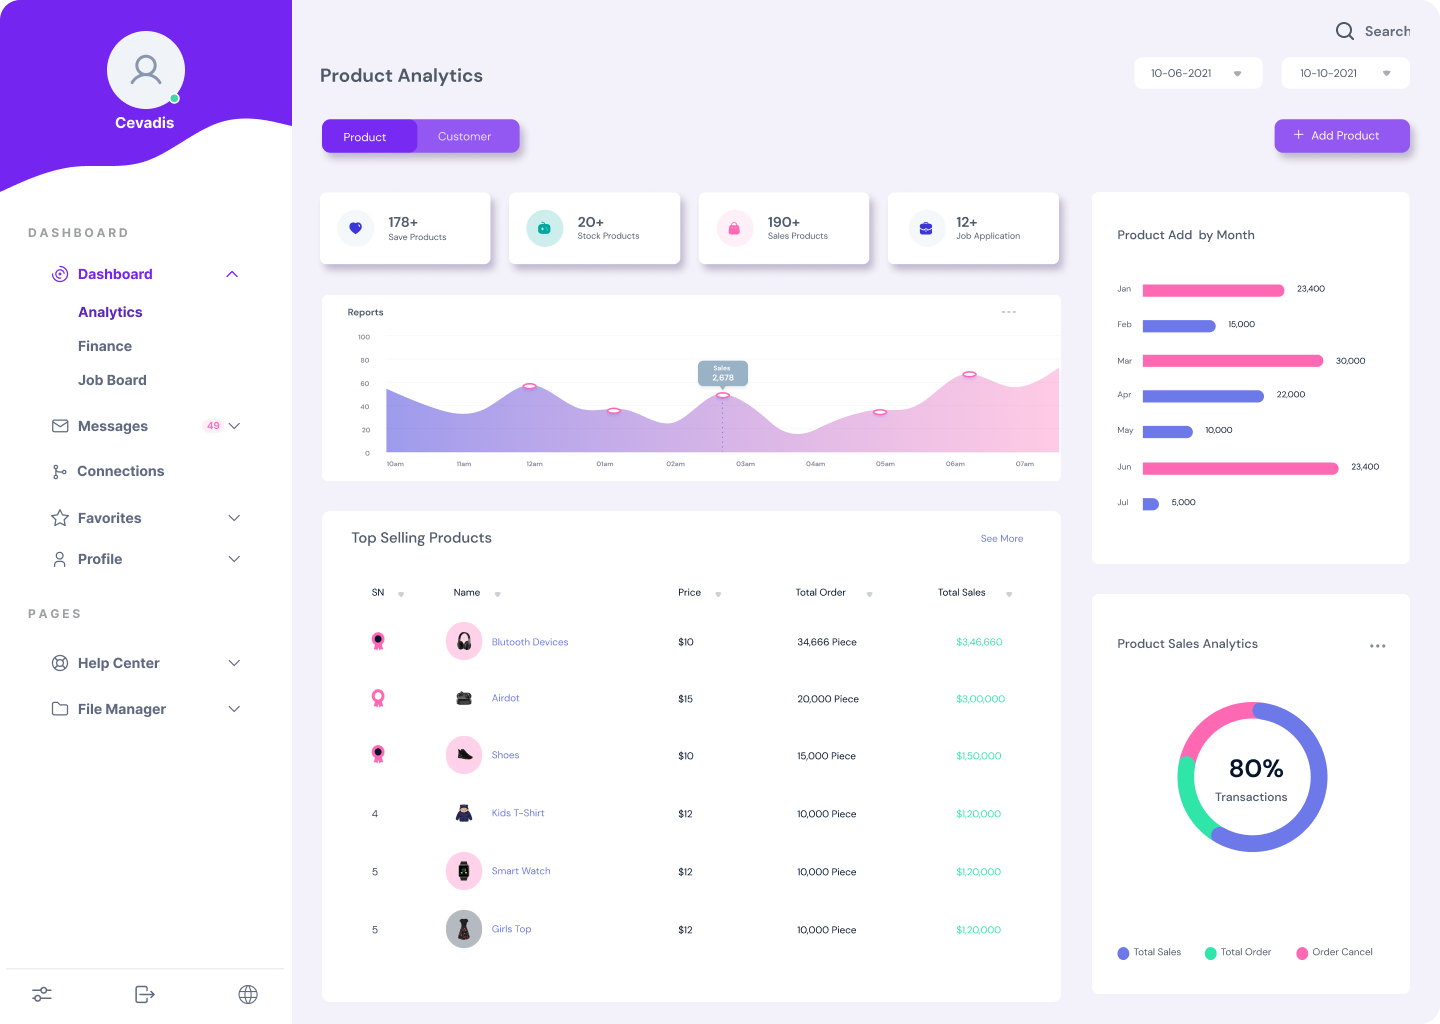 Cevadis
DASHBOARD
Dashboard
Analytics
Finance
Job Board
Messages 49
Connections
Favorites
Profile
PAGES
Help Center
File Manager
Search
Product Analytics
10-06-2021
10-10-2021
Product
Customer
+ Add Product
178+
Save Products
20+
Stock Products
190+
Sales Products
12+
Job Application
Reports
100
80
60
40
20
0
Sales
2,678
10am 11am 12am 01am 02am 03am 04am 05am 06am 07am
Top Selling Products
See More
SN Name Price Total Order Total Sales
Blutooth Devices $10 34,666 Piece $3,46,660
Airdot $15 20,000 Piece $3,00,000
Shoes $10 15,000 Piece $1,50,000
4 Kids T-Shirt $12 10,000 Piece $1,20,000
5 Smart Watch $12 10,000 Piece $1,20,000
5 Girls Top $12 10,000 Piece $1,20,000
Product Add by Month
Jan 23,400
Feb 15,000
Mar 30,000
Apr 22,000
May 10,000
Jun 23,400
Jul 5,000
Product Sales Analytics
80%
Transactions
Total Sales
Total Order
Order Cancel